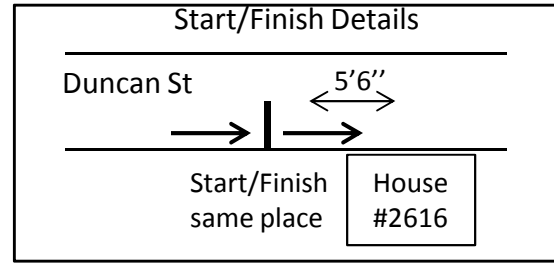 Start/Finish Details
Duncan St
5’6’’
Start/Finish
same place
House
#2616